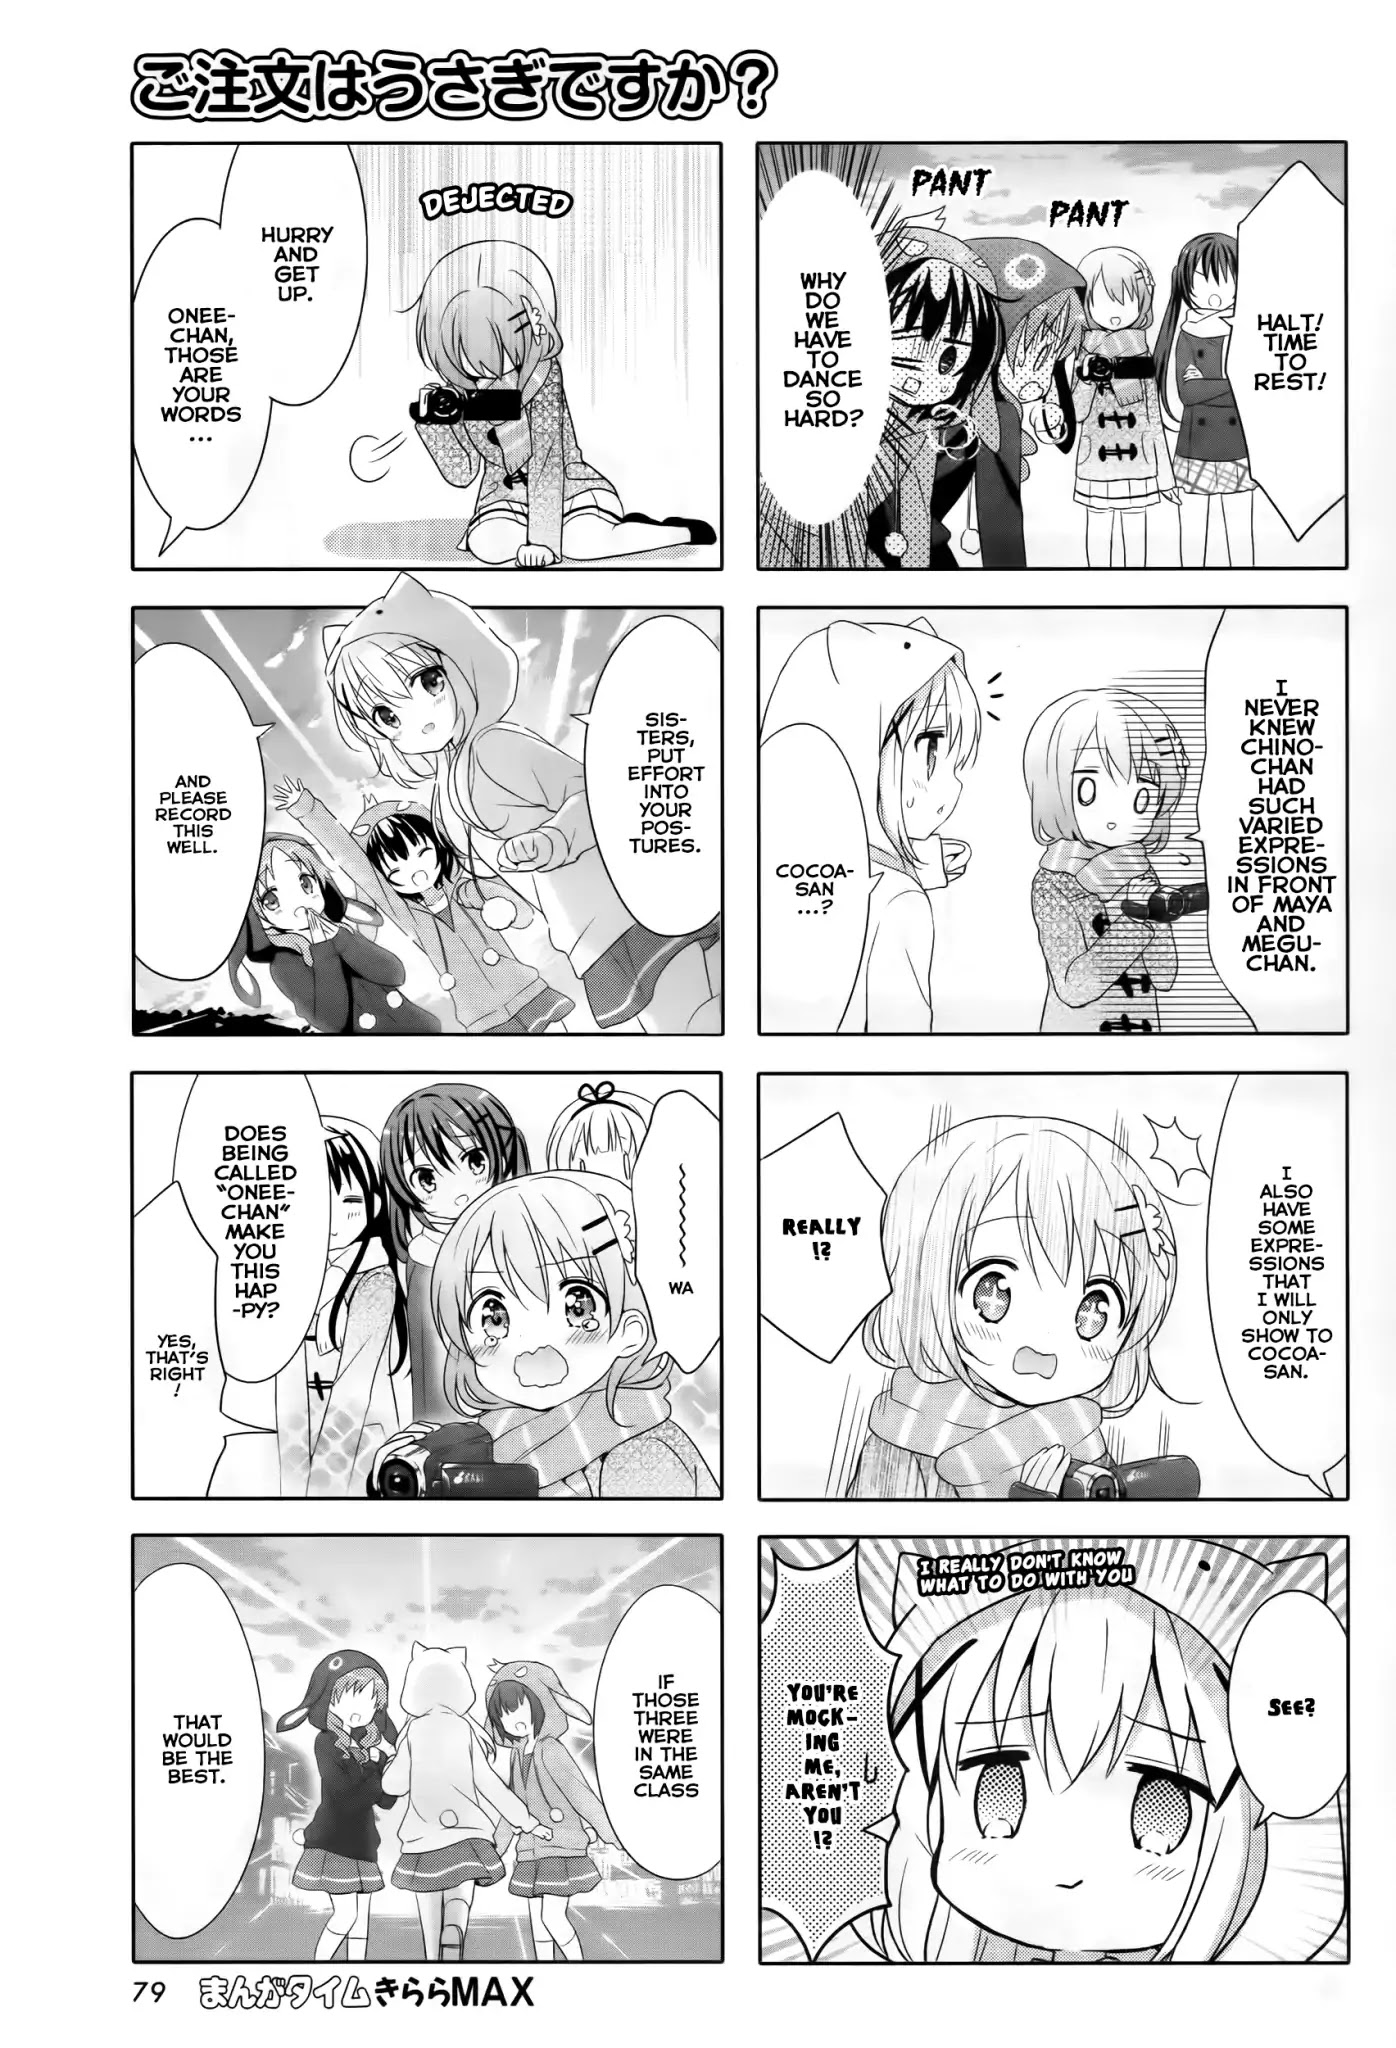 ご注文はうさぎですか?
PANT
PANT
HALT!
TIME
TO
REST!
WHY
DO
WE
HAVE
TO
DANCE
SO
HARD?
I
NEVER
KNEW
CHINO-
CHAN
HAD
SUCH
VARIED
EXPRE-
SSIONS
IN FRONT
OF MAYA
AND
MEGU-
CHAN.
COCOA-
SAN
...?
I
ALSO
HAVE
SOME
EXPRE-
SSIONS
THAT
I WILL
ONLY
SHOW TO
COCOA-
SAN.
REALLY
!?
SEE?
I REALLY DON'T KNOW
WHAT TO DO WITH YOU
YOU'RE
MOCK-
ING
ME,
AREN'T
YOU
!?
DEJECTED
HURRY
AND
GET
UP.
ONEE-
CHAN,
THOSE
ARE
YOUR
WORDS
...
SIS-
TERS,
PUT
EFFORT
INTO
YOUR
POS-
TURES.
AND
PLEASE
RECORD
THIS
WELL.
WA
DOES
BEING
CALLED
"ONEE-
CHAN"
MAKE
YOU
THIS
HAP
-PY?
YES,
THAT'S
RIGHT
!
IF
THOSE
THREE
WERE
IN THE
SAME
CLASS
THAT
WOULD
BE THE
BEST.
79 まんがタイムきららMAX